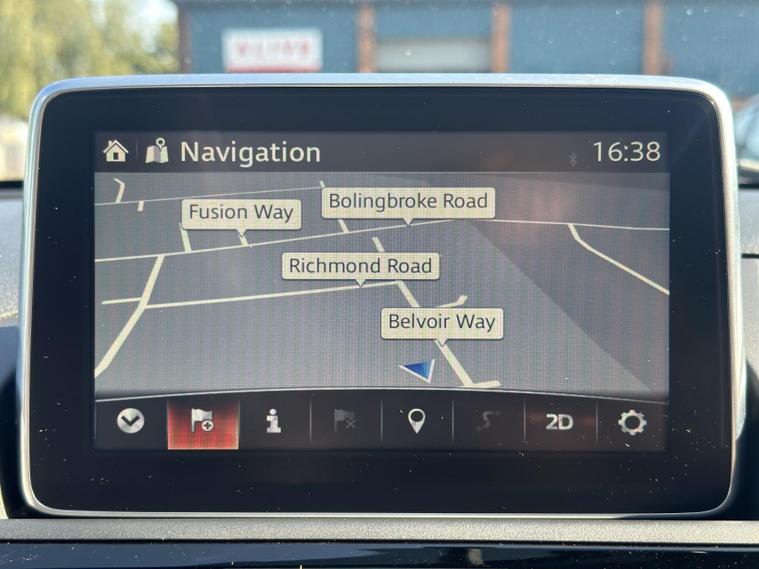 Navigation
16:38
Bolingbroke Road
Fusion Way
Richmond Road
Belvoir Way
2D